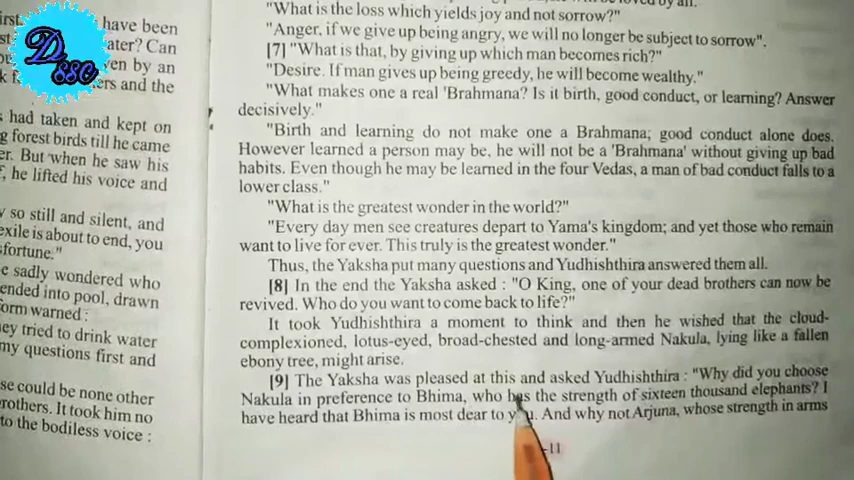 D
SSC
irst
have been
ater? Can
ven by an
ers and the
s had taken and kept on
g forest birds till he came
er. But when he saw his
f, he lifted his voice and
y so still and silent, and
exile is about to end, you
sfortune."
e sadly wondered who
ended into pool, drawn
orm warned :
ey tried to drink water
my questions first and
se could be none other
rothers. It took him no
to the bodiless voice :
"What is the loss which yields joy and not sorrow?"
"Anger, if we give up being angry, we will no longer be subject to sorrow".
[7] "What is that, by giving up which man becomes rich?"
"Desire. If man gives up being greedy, he will become wealthy."
"What makes one a real 'Brahmana? Is it birth, good conduct, or learning? Answer
decisively."
"Birth and learning do not make one a Brahmana; good conduct alone does.
However learned a person may be, he will not be a 'Brahmana' without giving up bad
habits. Even though he may be learned in the four Vedas, a man of bad conduct falls to a
lower class."
"What is the greatest wonder in the world?"
"Every day men see creatures depart to Yama's kingdom; and yet those who remain
want to live for ever. This truly is the greatest wonder."
Thus, the Yaksha put many questions and Yudhishthira answered them all.
[8] In the end the Yaksha asked : "O King, one of your dead brothers can now be
revived. Who do you want to come back to life?"
It took Yudhishthira a moment to think and then he wished that the cloud-
complexioned, lotus-eyed, broad-chested and long-armed Nakula, lying like a fallen
ebony tree, might arise.
[9] The Yaksha was pleased at this and asked Yudhishthira : "Why did you choose
Nakula in preference to Bhima, who has the strength of sixteen thousand elephants? I
have heard that Bhima is most dear to you. And why not Arjuna, whose strength in arms
-11